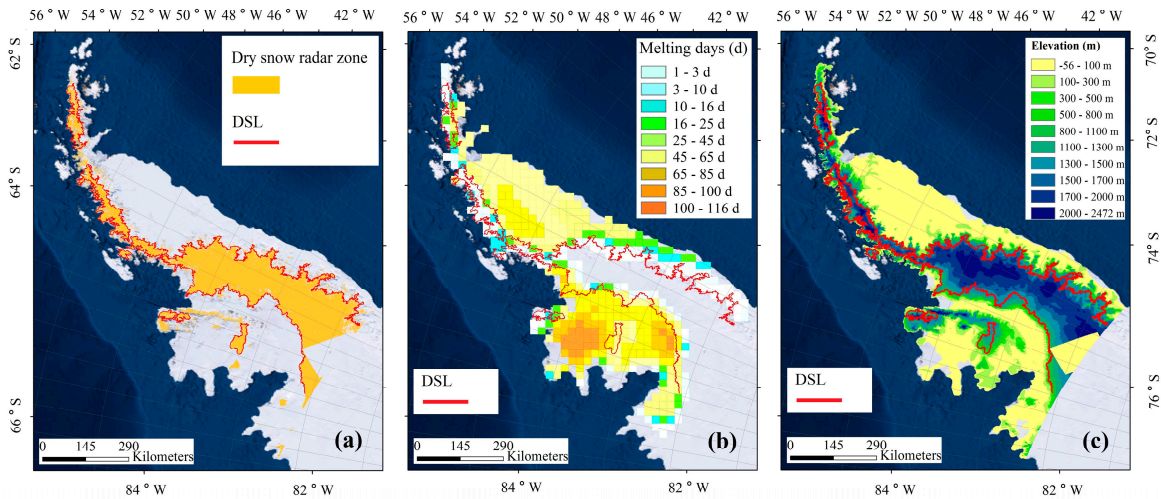 56 ° W 54 ° W 52 ° W 50 ° W 48° W 46° W 44° W 42° W
56 ° W 54 ° W 52 ° W 50 ° W 48° W 46° W 44° W 42° W
56 ° W 54 ° W 52 ° W 50 ° W 48° W 46° W 44° W 42° W
62° S
64° S
66° S
Dry snow radar zone
DSL
0 145 290
Kilometers
(a)
84 ° W 82 ° W
Melting days (d)
1 - 3 d
3 - 10 d
10 - 16 d
16 - 25 d
25 - 45 d
45 - 65 d
65 - 85 d
85 - 100 d
100 - 116 d
DSL
0 145 290
Kilometers
(b)
84 ° W 82 ° W
Elevation (m)
-56 - 100 m
100- 300 m
300 - 500 m
500 - 800 m
800 - 1100 m
1100 - 1300 m
1300 - 1500 m
1500 - 1700 m
1700 - 2000 m
2000 - 2472 m
DSL
0 145 290
Kilometers
(c)
84 ° W 82 ° W
70° S
72° S
74° S
76° S